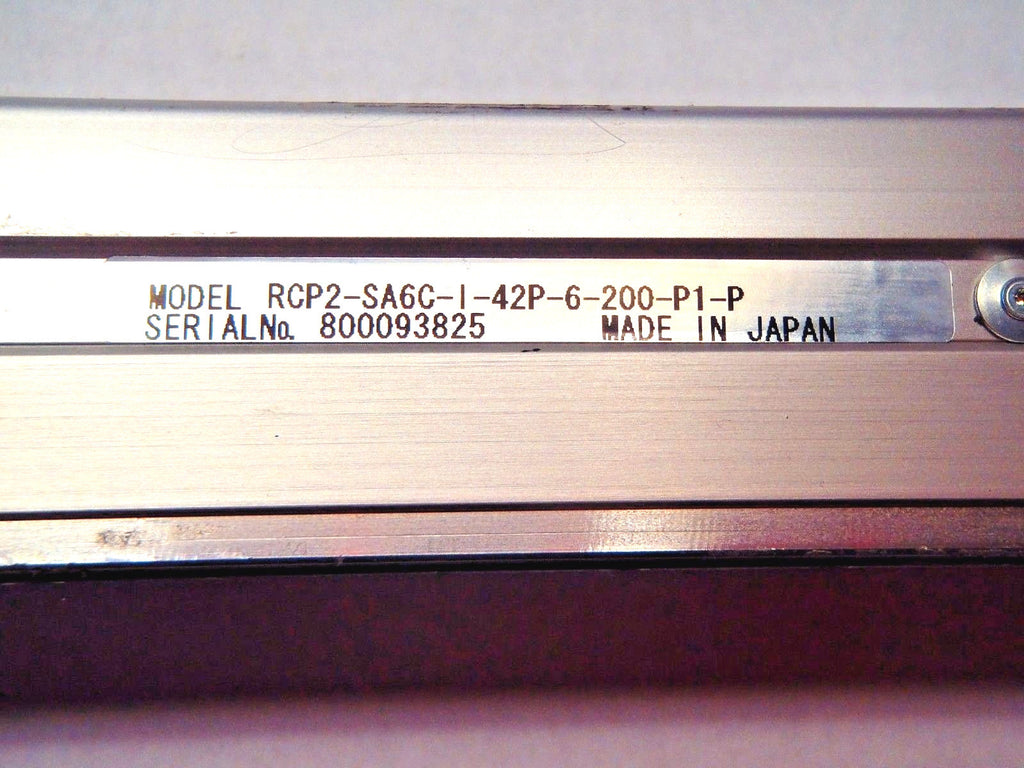 MODEL RCP2-SA6C-I-42P-6-200-P1-P
SERIALNo. 800093825 MADE IN JAPAN